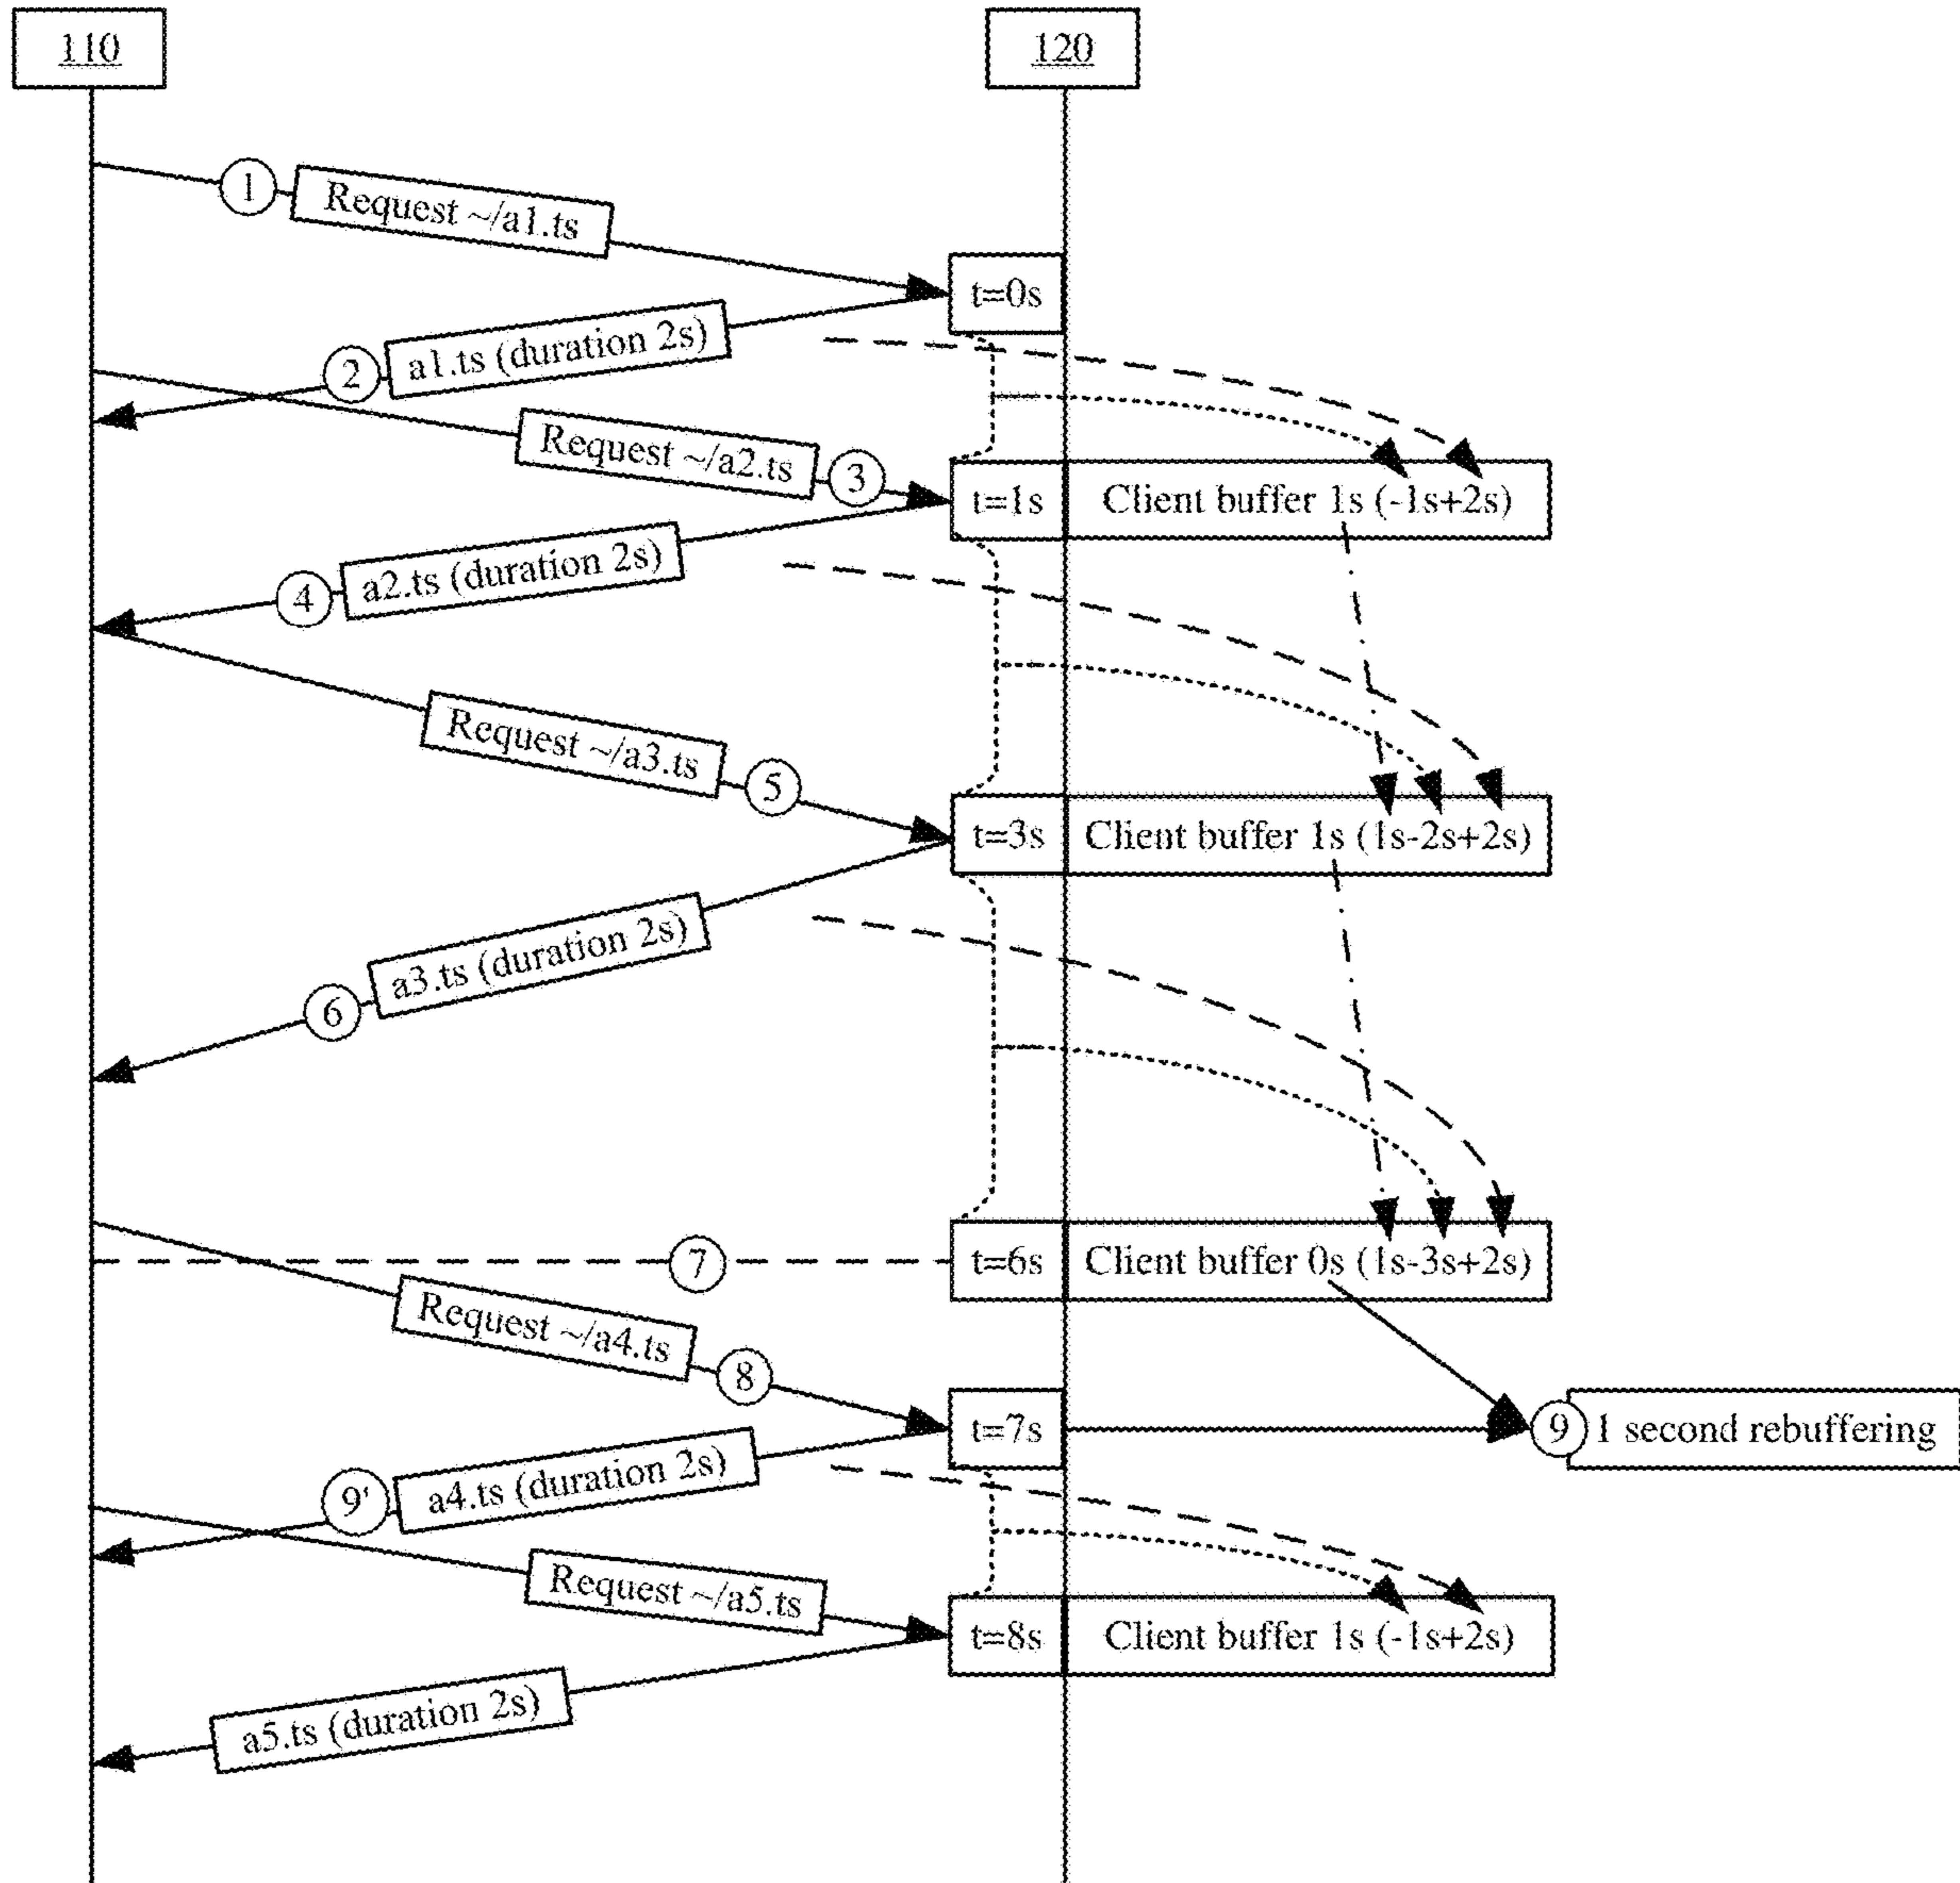 110
120
1 Request ~/a1.ts
t=0s
2 a1.ts (duration 2s)
Request ~/a2.ts 3
t=1s Client buffer 1s (-1s+2s)
4 a2.ts (duration 2s)
Request ~/a3.ts 5
t=3s Client buffer 1s (1s-2s+2s)
6 a3.ts (duration 2s)
7 t=6s Client buffer 0s (1s-3s+2s)
Request ~/a4.ts 8
t=7s 9 1 second rebuffering
9' a4.ts (duration 2s)
Request ~/a5.ts
t=8s Client buffer 1s (-1s+2s)
a5.ts (duration 2s)